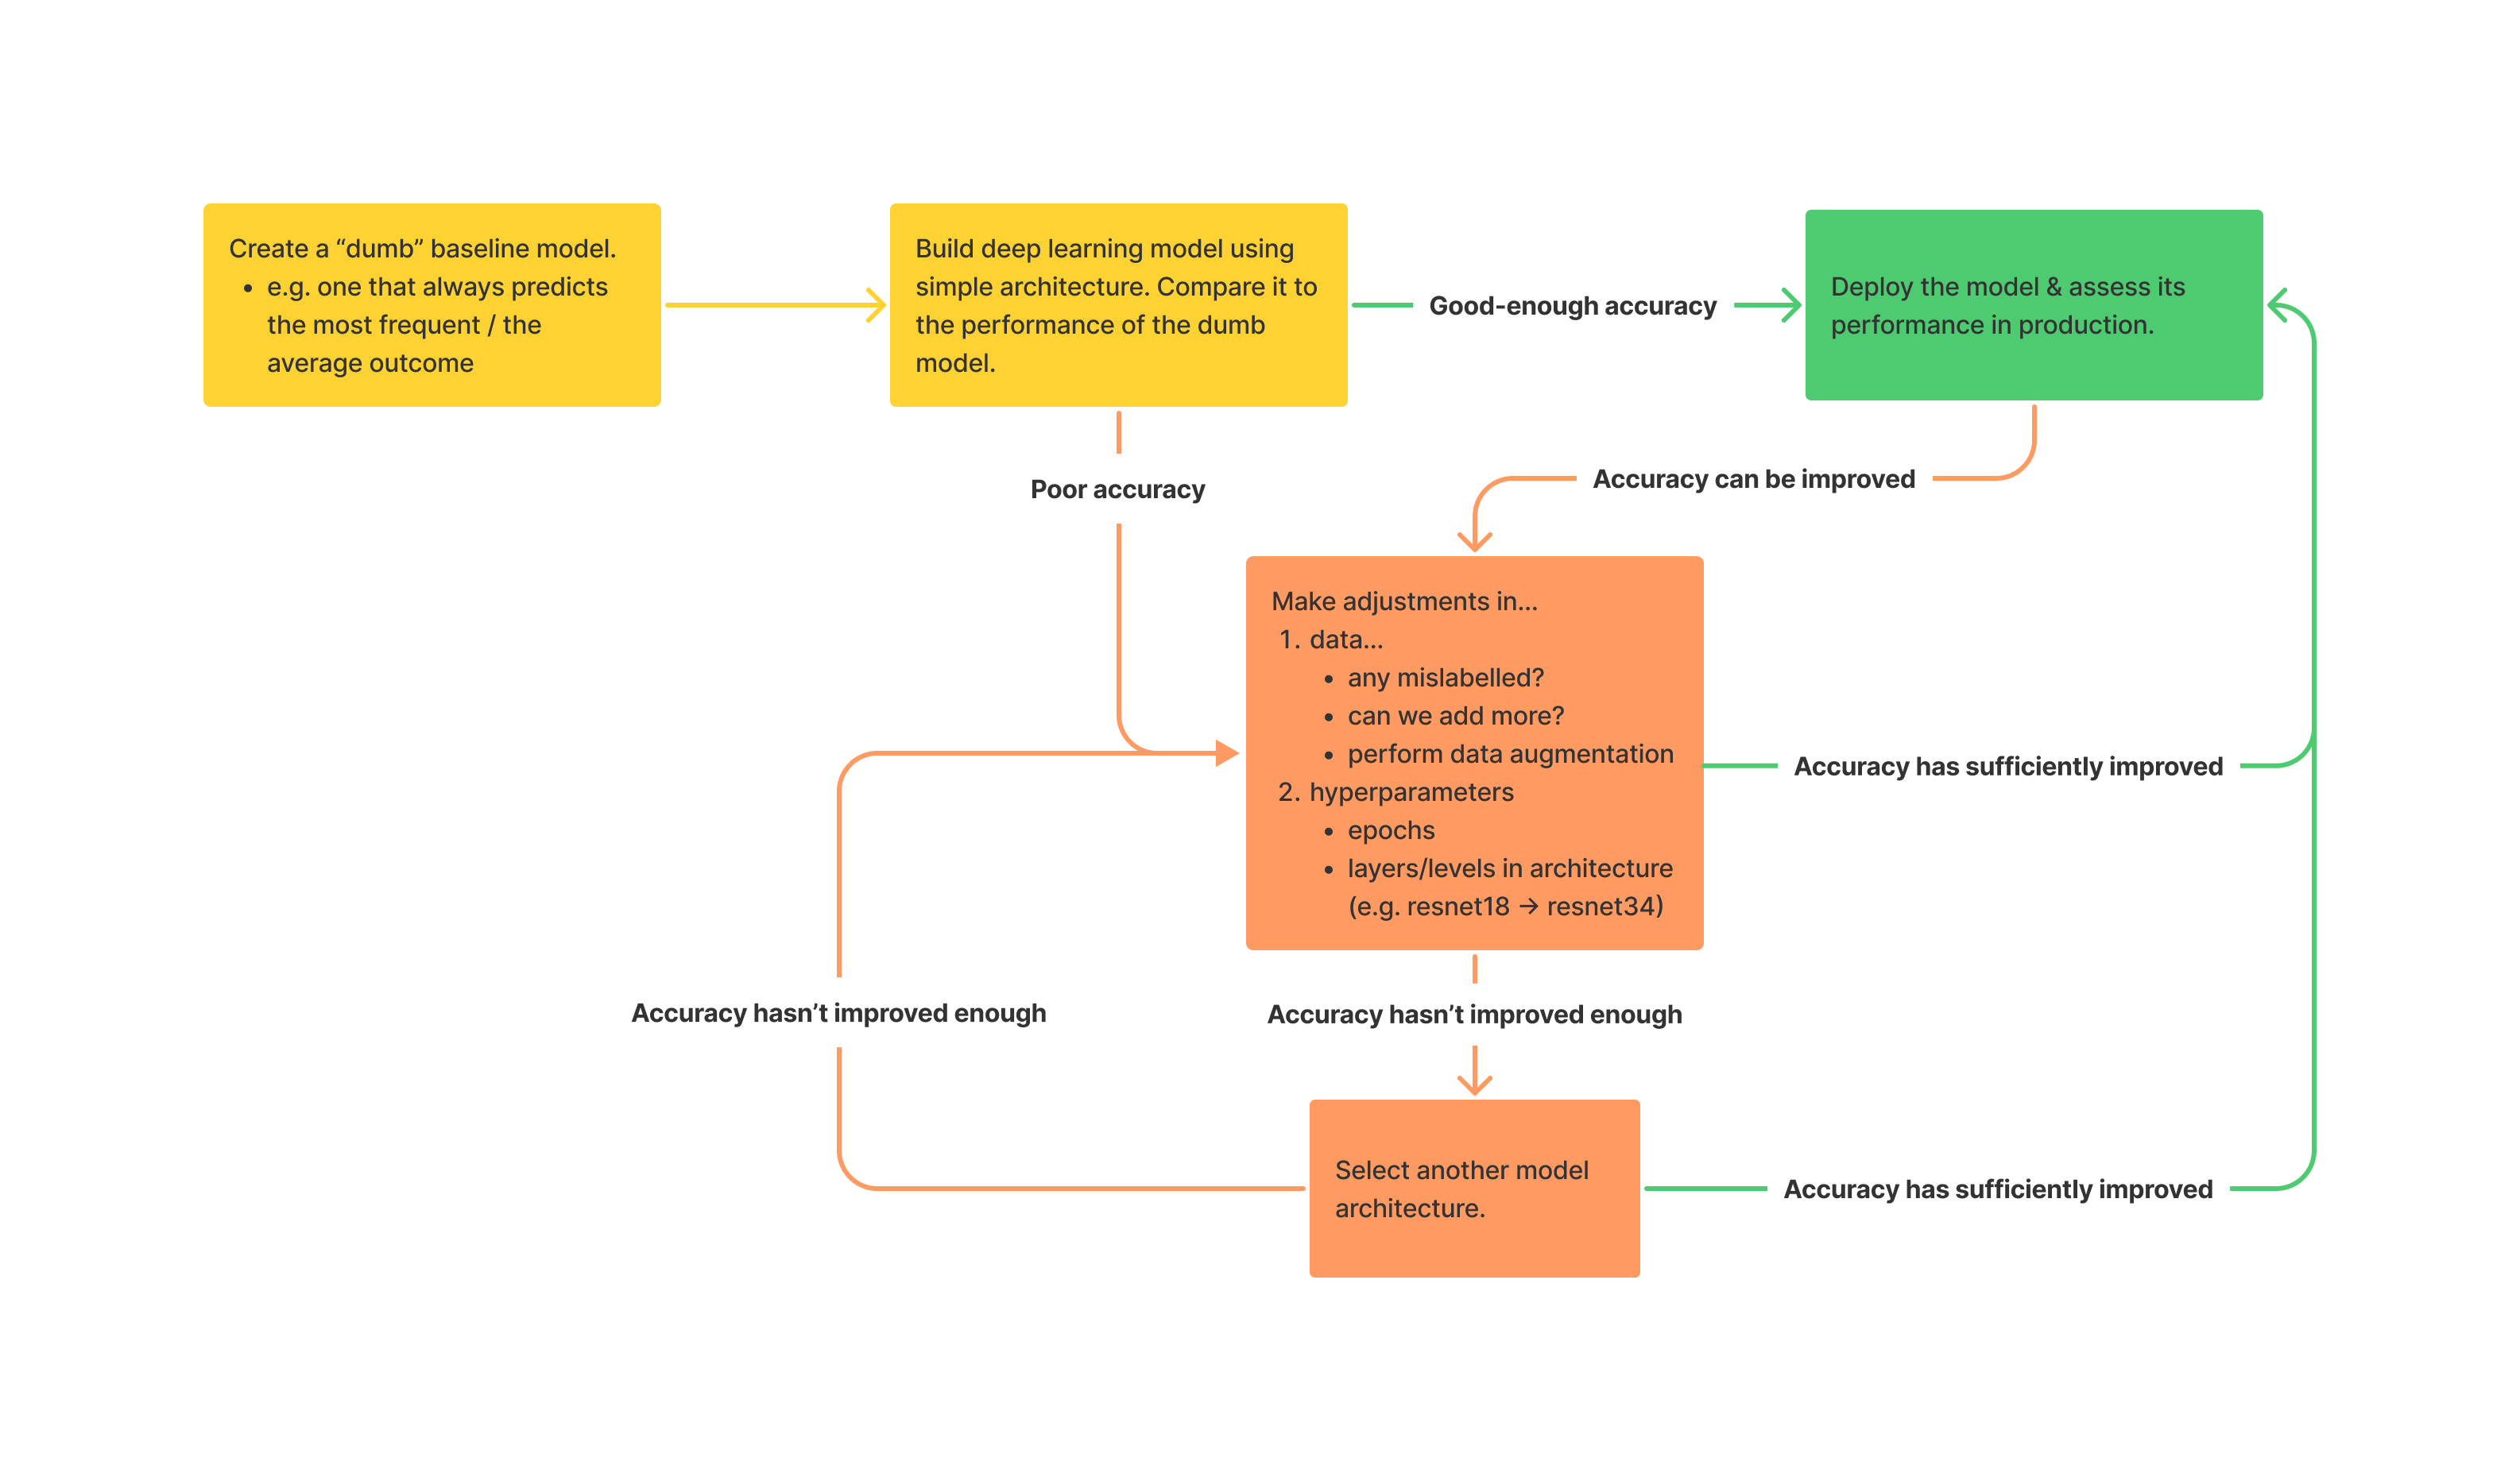 Create a “dumb” baseline model.
• e.g. one that always predicts
the most frequent / the
average outcome
Build deep learning model using
simple architecture. Compare it to
the performance of the dumb
model.
Good-enough accuracy
Deploy the model & assess its
performance in production.
Poor accuracy
Accuracy can be improved
Make adjustments in...
1. data...
• any mislabelled?
• can we add more?
• perform data augmentation
2. hyperparameters
• epochs
• layers/levels in architecture
(e.g. resnet18 → resnet34)
Accuracy has sufficiently improved
Accuracy hasn’t improved enough
Accuracy hasn’t improved enough
Select another model
architecture.
Accuracy has sufficiently improved